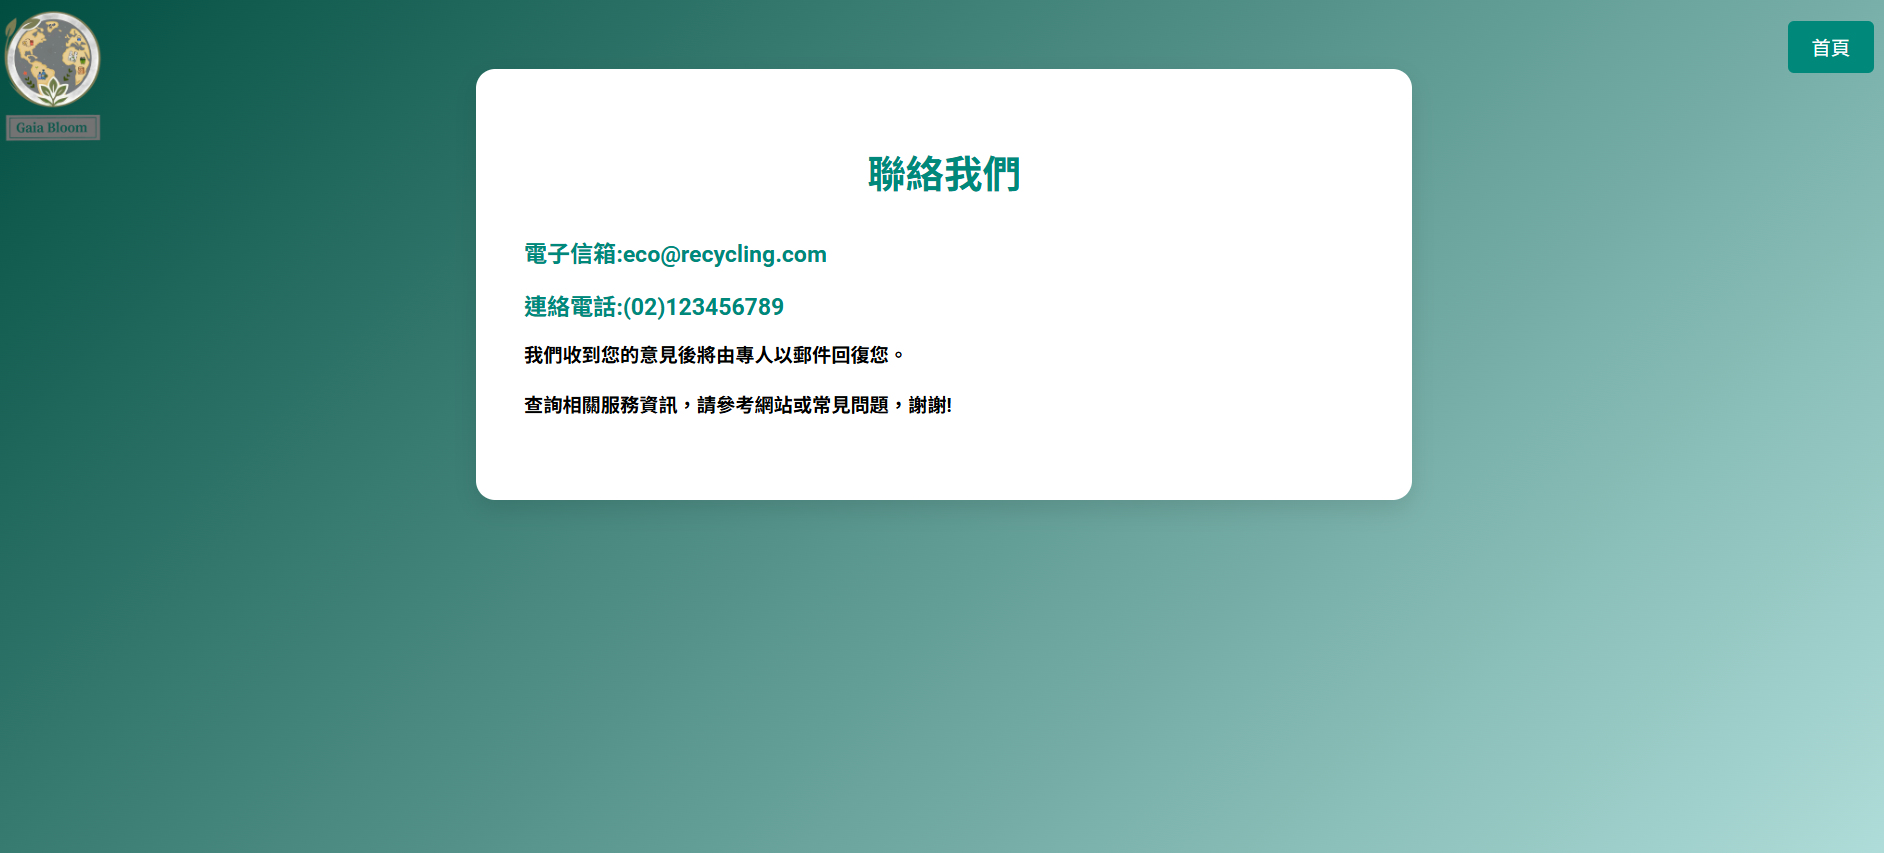 Gaia Bloom
首頁
聯絡我們
電子信箱:eco@recycling.com
連絡電話:(02)123456789
我們收到您的意見後將由專人以郵件回復您。
查詢相關服務資訊，請參考網站或常見問題，謝謝!